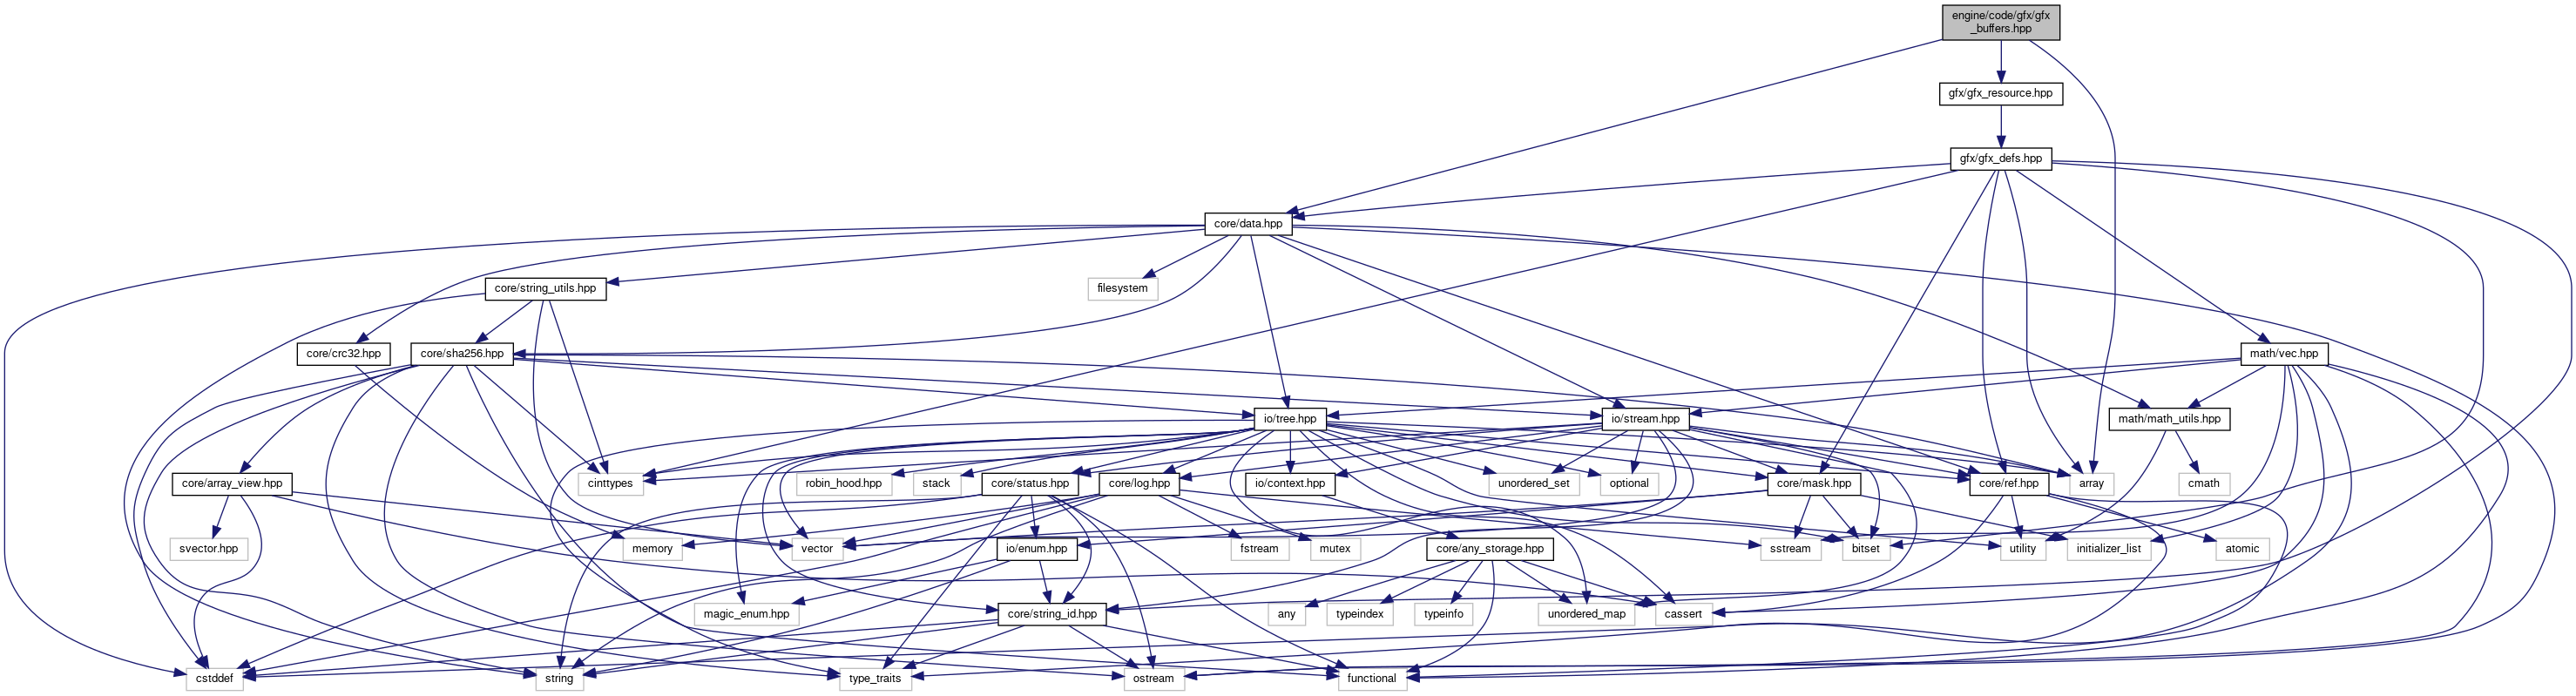 engine/code/gfx/gfx
_buffers.hpp
gfx/gfx_resource.hpp
gfx/gfx_defs.hpp
core/data.hpp
filesystem
core/string_utils.hpp
core/crc32.hpp
core/sha256.hpp
math/vec.hpp
io/tree.hpp
io/stream.hpp
math/math_utils.hpp
core/array_view.hpp
cinttypes
robin_hood.hpp
stack
core/status.hpp
core/log.hpp
io/context.hpp
unordered_set
optional
core/mask.hpp
core/ref.hpp
array
cmath
svector.hpp
memory
vector
io/enum.hpp
fstream
mutex
core/any_storage.hpp
sstream
bitset
utility
initializer_list
atomic
magic_enum.hpp
core/string_id.hpp
any
typeindex
typeinfo
unordered_map
cassert
cstddef
string
type_traits
ostream
functional